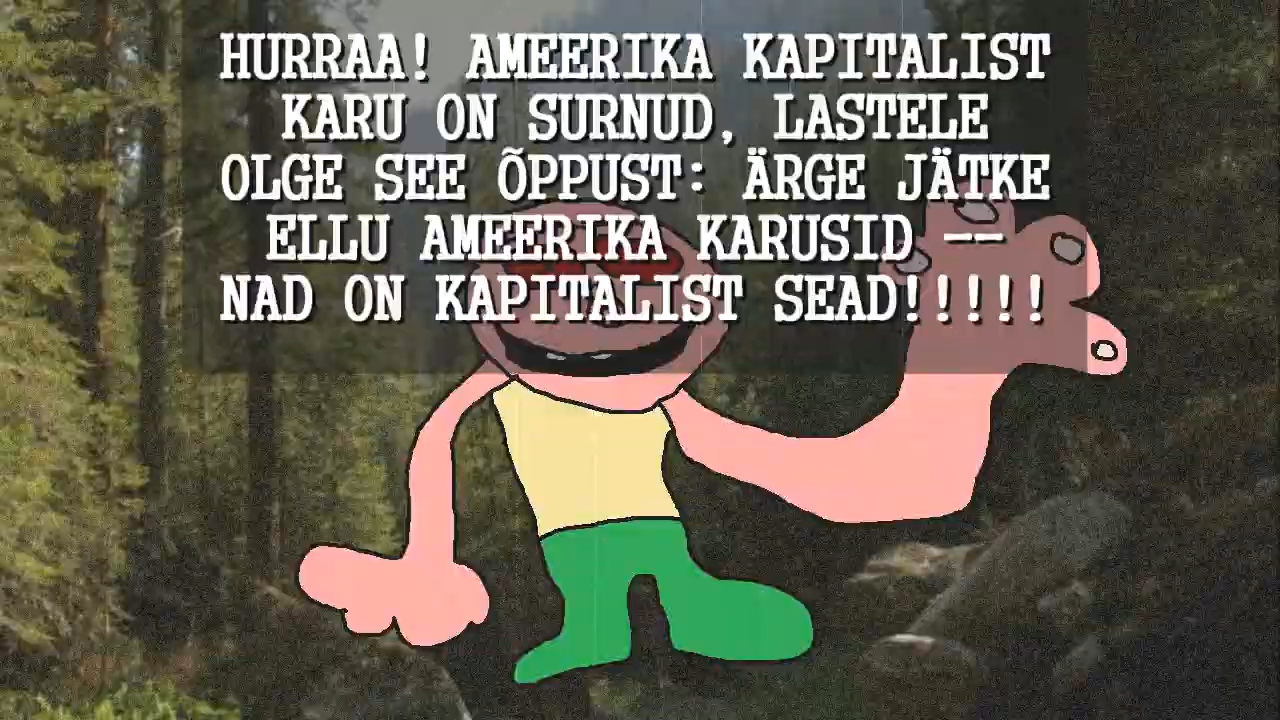 HURRAA! AMEERIKA KAPITALIST
KARU ON SURNUD, LASTELE
OLGE SEE ÕPPUST: ÄRGE JÄTKE
ELLU AMEERIKA KARUSID --
NAD ON KAPITALIST SEAD!!!!!